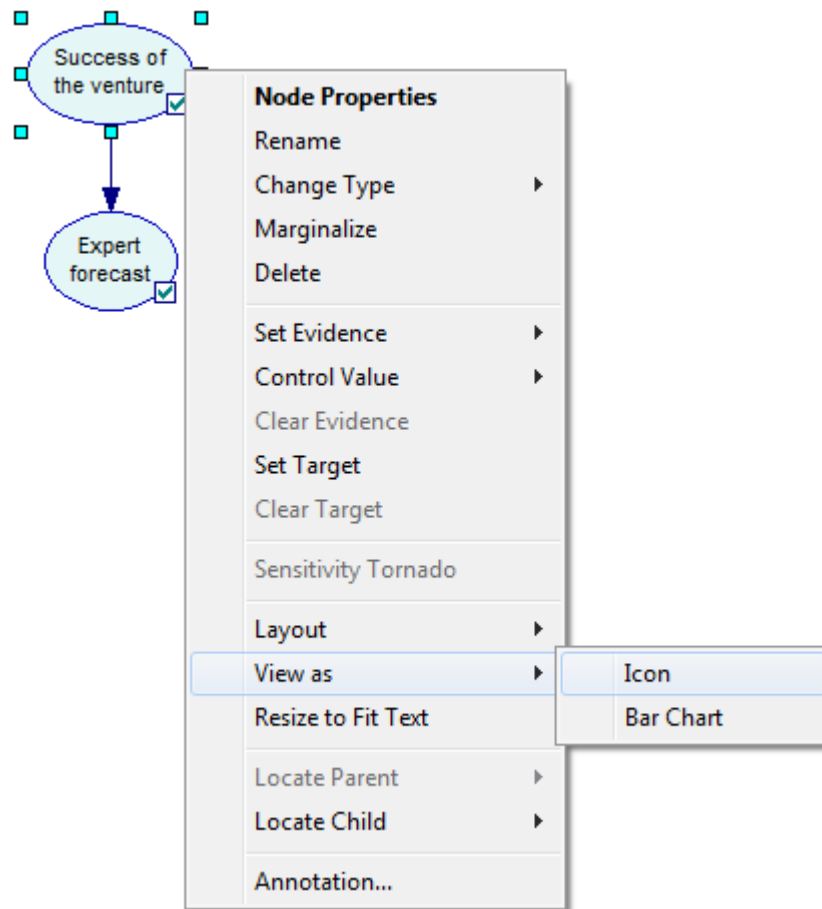 Success of
the venture
Expert
forecast
Node Properties
Rename
Change Type
Marginalize
Delete
Set Evidence
Control Value
Clear Evidence
Set Target
Clear Target
Sensitivity Tornado
Layout
View as
Resize to Fit Text
Locate Parent
Locate Child
Annotation...
Icon
Bar Chart